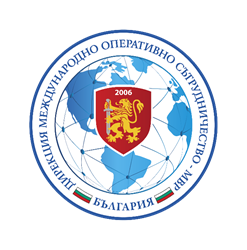 ДИРЕКЦИЯ МЕЖДУНАРОДНО ОПЕРАТИВНО СЪТРУДНИЧЕСТВО - МВР
2006
БЪЛГАРИЯ